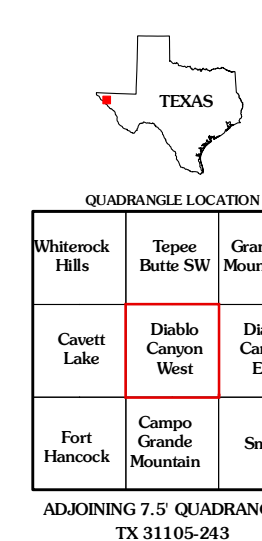 TEXAS
QUADRANGLE LOCATION
Whiterock
Hills
Tepee
Butte SW
Cavett
Lake
Diablo
Canyon
West
Fort
Hancock
Campo
Grande
Mountain
ADJOINING 7.5'
TX 31105-243